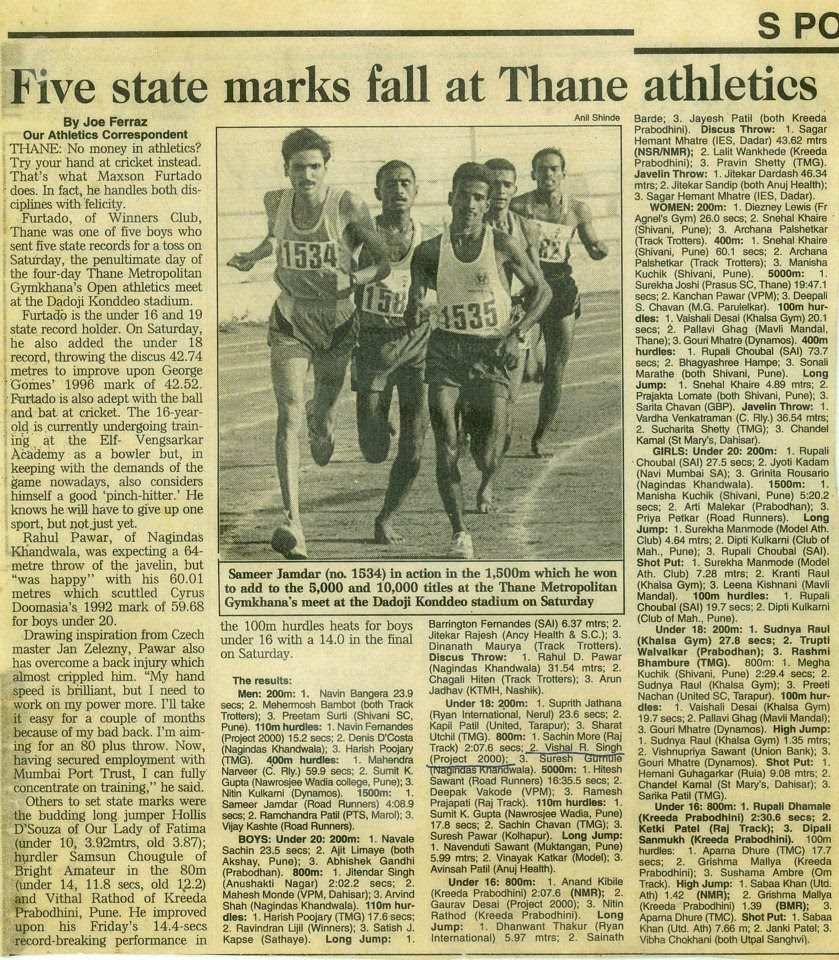 S PO
Five state marks fall at Thane athletics
By Joe Ferraz
Our Athletics Correspondent
THANE: No money in athletics?
Try your hand at cricket instead.
That's what Maxson Furtado
does. In fact, he handles both dis-
ciplines with felicity.
Furtado, of Winners Club,
Thane was one of five boys who
sent five state records for a toss on
Saturday, the penultimate day of
the four-day Thane Metropolitan
Gymkhana's Open athletics meet
at the Dadoji Konddeo stadium.
Furtado is the under 16 and 19
state record holder. On Saturday,
he also added the under 18
record, throwing the discus 42.74
metres to improve upon George
Gomes' 1996 mark of 42.52.
Furtado is also adept with the ball
and bat at cricket. The 16-year-
old is currently undergoing train-
ing at the Elf- Vengsarkar
Academy as a bowler but, in
keeping with the demands of the
game nowadays, also considers
himself a good 'pinch-hitter.' He
knows he will have to give up one
sport, but not just yet.
Rahul Pawar, of Nagindas
Khandwala, was expecting a 64-
metre throw of the javelin, but
"was happy" with his 60.01
metres which scuttled Cyrus
Doomasia's 1992 mark of 59.68
for boys under 20.
Drawing inspiration from Czech
master Jan Zelezny, Pawar also
has overcome a back injury which
almost crippled him. "My hand
speed is brilliant, but I need to
work on my power more. I'll take
it easy for a couple of months
because of my bad back. I'm aim-
ing for an 80 plus throw. Now,
having secured employment with
Mumbai Port Trust, I can fully
concentrate on training," he said.
Others to set state marks were
the budding long jumper Hollis
D'Souza of Our Lady of Fatima
(under 10, 3.92mtrs, old 3.87);
hurdler Samsun Chougule of
Bright Amateur in the 80m
(under 14, 11.8 secs, old 12.2)
and Vithal Rathod of Kreeda
Prabodhini, Pune. He improved
upon his Friday's 14.4-secs
record-breaking performance in
Anil Shinde
1534
158
1535
Sameer Jamdar (no. 1534) in action in the 1,500m which he won
to add to the 5,000 and 10,000 titles at the Thane Metropolitan
Gymkhana's meet at the Dadoji Konddeo stadium on Saturday
the 100m hurdles heats for boys
under 16 with a 14.0 in the final
on Saturday.
The results:
Men: 200m: 1. Navin Bangera 23.9
secs; 2. Mehermosh Bambot (both Track
Trotters); 3. Preetam Surti (Shivani SC,
Pune). 110m hurdles: 1. Navin Fernandes
(Project 2000) 15.2 secs; 2. Denis D'Costa
(Nagindas Khandwala); 3. Harish Poojary
(TMG). 400m hurdles: 1. Mahendra
Narveer (C. Rly.) 59.9 secs; 2. Sumit K.
Gupta (Nawrosjee Wadia college, Pune); 3.
Nitin Kulkarni (Dynamos). 1500m: 1.
Sameer Jamdar (Road Runners) 4:08.9
secs; 2. Ramchandra Patil (PTS, Marol); 3.
Vijay Kashte (Road Runners).
BOYS: Under 20: 200m: 1. Navale
Sachin 23.5 secs; 2. Ajit Limaye (both
Akshay, Pune); 3. Abhishek Gandhi
(Prabodhan). 800m: 1. Jitendar Singh
(Anushakti Nagar) 2:02.2 secs; 2.
Mahesh Monde (VPM, Dahisar); 3. Arvind
Shah (Nagindas Khandwala). 110m hur-
dles: 1. Harish Poojary (TMG) 17.6 secs;
2. Ravindran Lijil (Winners); 3. Satish J.
Kapse (Sathaye). Long Jump: 1.
Barrington Fernandes (SAI) 6.37 mtrs; 2.
Jitekar Rajesh (Ancy Health & S.C.); 3.
Dinanath Maurya (Track Trotters).
Discus Throw: 1. Rahul D. Pawar
(Nagindas Khandwala) 31.54 mtrs; 2.
Chagali Hiten (Track Trotters); 3. Arun
Jadhav (KTMH, Nashik).
Under 18: 200m: 1. Suprith Jathana
(Ryan International, Nerul) 23.6 secs; 2.
Kapil Patil (United, Tarapur); 3. Sharat
Utchil (TMG). 800m: 1. Sachin More (Raj
Track) 2:07.6 secs; 2. Vishal R. Singh
(Project 2000); 3. Suresh Gurhule
(Nagindas Khandwala). 5000m: 1. Hitesh
Sawant (Road Runners) 16:35.5 secs; 2.
Deepak Vakode (VPM); 3. Ramesh
Prajapati (Raj Track). 110m hurdles: 1.
Sumit K. Gupta (Nawrosjee Wadia, Pune)
17.8 secs; 2. Sachin Chavan (TMG); 3.
Suresh Pawar (Kolhapur). Long Jump:
1. Navendu Sawant (Muktangan, Pune)
5.99 mtrs; 2. Vinayak Katkar (Model); 3.
Avinsah Patil (Anuj Health).
Under 16: 800m: 1. Anand Kibile
(Kreeda Prabodhini) 2:07.6 (NMR); 2.
Gaurav Desai (Project 2000); 3. Nitin
Rathod (Kreeda Prabodhini). Long
Jump: 1. Dhanwant Thakur (Ryan
International) 5.97 mtrs; 2. Sainath
Barde; 3. Jayesh Patil (both Kreeda
Prabodhini). Discus Throw: 1. Sagar
Hemant Mhatre (IES, Dadar) 43.62 mtrs
(NSR/NMR); 2. Lalit Wankhede (Kreeda
Prabodhini); 3. Pravin Shetty (TMG).
Javelin Throw: 1. Jitekar Dardash 46.34
mtrs; 2. Jitekar Sandip (both Anuj Health);
3. Sagar Hemant Mhatre (IES, Dadar).
WOMEN: 200m: 1. Diezney Lewis (Fr
Agnel's Gym) 26.0 secs; 2. Snehal Khaire
(Shivani, Pune); 3. Archana Palshetkar
(Track Trotters). 400m: 1. Snehal Khaire
(Shivani, Pune) 60.1 secs; 2. Archana
Palshetkar (Track Trotters); 3. Manisha
Kuchik (Shivani, Pune). 5000m: 1.
Surekha Joshi (Prasus SC, Thane) 19:47.1
secs; 2. Kanchan Pawar (VPM); 3. Deepali
S. Chavan (M.G. Parulelkar). 100m hur-
dles: 1. Vaishali Desai (Khalsa Gym) 20.1
secs; 2. Pallavi Ghag (Mavli Mandal,
Thane); 3. Gouri Mhatre (Dynamos). 400m
hurdles: 1. Rupali Choubal (SAI) 73.7
secs; 2. Bhagyashree Hampe; 3. Sonali
Marathe (both Shivani, Pune). Long
Jump: 1. Snehal Khaire 4.89 mtrs; 2.
Prajakta Lomate (both Shivani, Pune); 3.
Sarita Chavan (GBP). Javelin Throw: 1.
Vardha Venkatraman (C. Rly.) 36.54 mtrs;
2. Sucharita Shetty (TMG); 3. Chandel
Kamal (St Mary's, Dahisar).
GIRLS: Under 20: 200m: 1. Rupali
Choubal (SAI) 27.5 secs; 2. Jyoti Kadam
(Navi Mumbai SA); 3. Grinita Rousario
(Nagindas Khandwala). 1500m: 1.
Manisha Kuchik (Shivani, Pune) 5:20.2
secs; 2. Arti Malekar (Prabodhan); 3.
Priya Petkar (Road Runners). Long
Jump: 1. Surekha Manmode (Model Ath.
Club) 4.64 mtrs; 2. Dipti Kulkarni (Club of
Mah., Pune); 3. Rupali Choubal (SAI).
Shot Put: 1. Surekha Manmode (Model
Ath. Club) 7.28 mtrs; 2. Kranti Raul
(Khalsa Gym); 3. Leena Kishnani (Mavli
Mandal). 100m hurdles: 1. Rupali
Choubal (SAI) 19.7 secs; 2. Dipti Kulkarni
(Club of Mah., Pune).
Under 18: 200m: 1. Sudnya Raul
(Khalsa Gym) 27.8 secs; 2. Trupti
Walvalkar (Prabodhan); 3. Rashmi
Bhambure (TMG). 800m: 1. Megha
Kuchik (Shivani, Pune) 2:29.4 secs; 2.
Sudnya Raul (Khalsa Gym); 3. Preeti
Nachan (United SC, Tarapur). 100m hur-
dles: 1. Vaishali Desai (Khalsa Gym)
19.7 secs; 2. Pallavi Ghag (Mavli Mandal);
3. Gouri Mhatre (Dynamos). High Jump:
1. Sudnya Raul (Khalsa Gym) 1.35 mtrs;
2. Vishnupriya Sawant (Union Bank); 3.
Gouri Mhatre (Dynamos). Shot Put: 1.
Hemani Guhagarkar (Ruia) 9.08 mtrs; 2.
Chandel Kamal (St Mary's, Dahisar); 3.
Sarika Patil (TMG).
Under 16: 800m: 1. Rupali Dhamale
(Kreeda Prabodhini) 2:30.6 secs; 2.
Ketki Patel (Raj Track); 3. Dipali
Sanmukh (Kreeda Prabodhini). 100m
hurdles: 1. Aparna Dhure (TMC) 17.7
secs; 2. Grishma Mallya (Kreeda
Prabodhini); 3. Sushama Ambre (Om
Track). High Jump: 1. Sabaa Khan (Utd.
Ath) 1.42 (NMR); 2. Grishma Mallya
(Kreeda Prabodhini) 1.39 (BMR); 3.
Aparna Dhure (TMC). Shot Put: 1. Sabaa
Khan (Utd. Ath) 7.66 m; 2. Janki Patel; 3.
Vibha Chokhani (both Utpal Sanghvi).